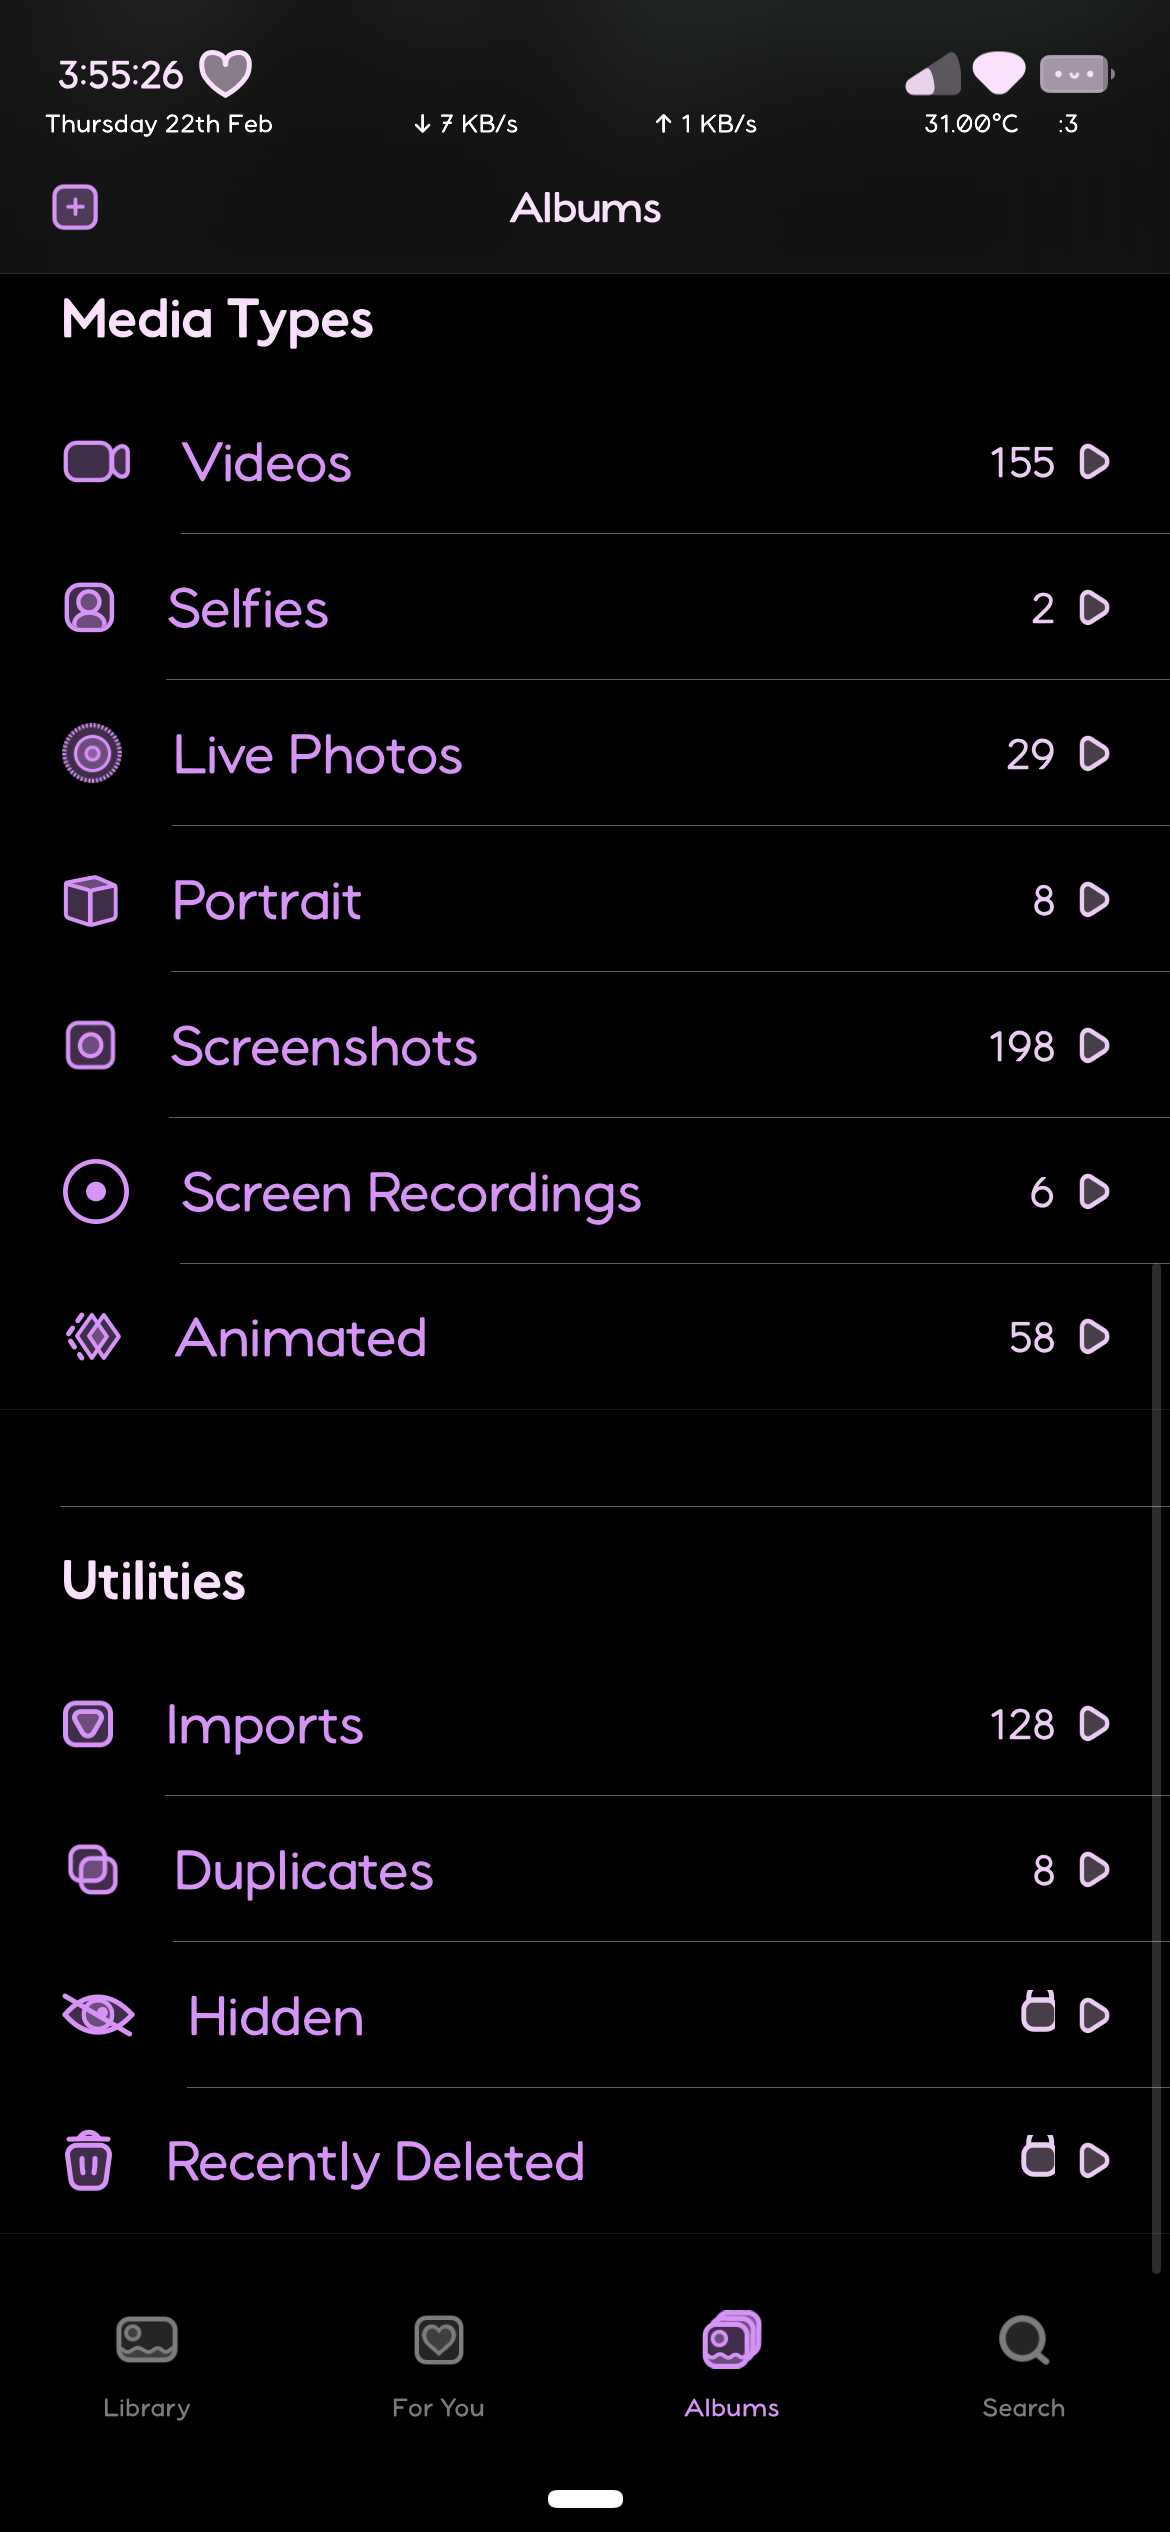 3:55:26
Thursday 22th Feb ↓ 7 KB/s ↑ 1 KB/s 31.00°C :3
Albums
Media Types
Videos 155
Selfies 2
Live Photos 29
Portrait 8
Screenshots 198
Screen Recordings 6
Animated 58
Utilities
Imports 128
Duplicates 8
Hidden
Recently Deleted
Library For You Albums Search